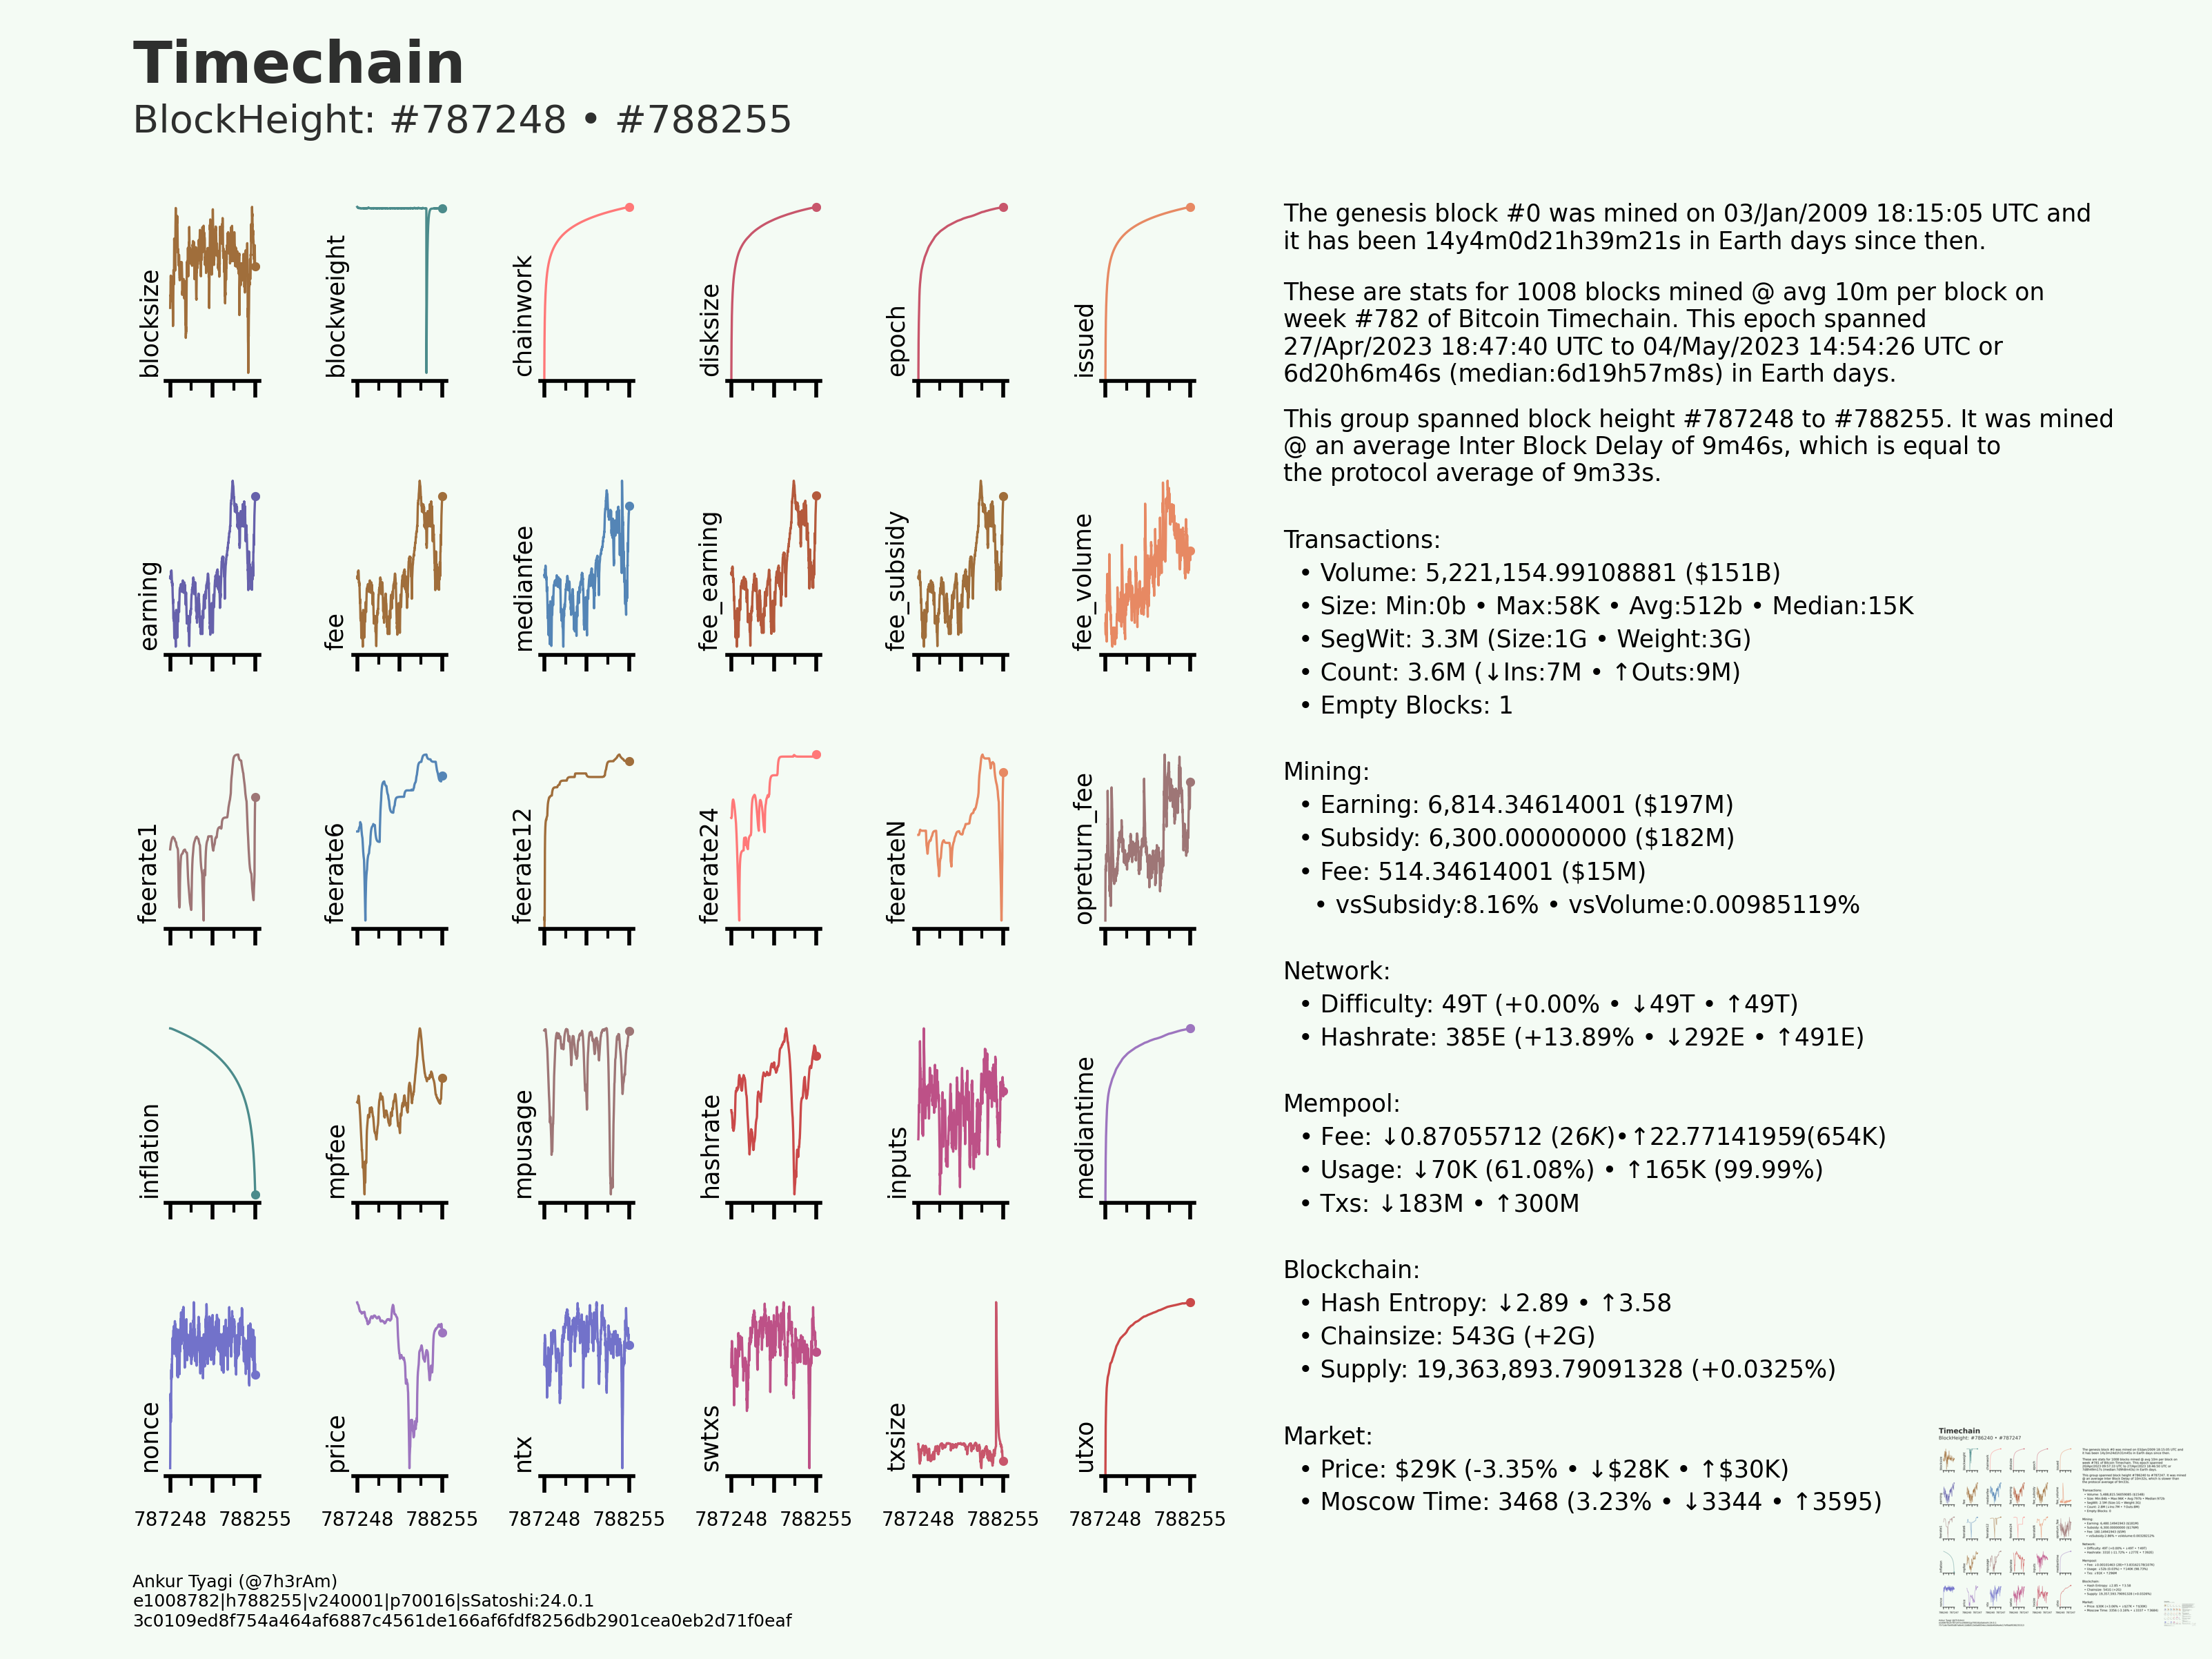 Timechain
BlockHeight: #787248 • #788255
blocksize
blockweight
chainwork
disksize
epoch
issued
earning
fee
medianfee
fee_earning
fee_subsidy
fee_volume
feerate1
feerate6
feerate12
feerate24
feerateN
opreturn_fee
inflation
mpfee
mpusage
hashrate
inputs
mediantime
nonce
price
ntx
swtxs
txsize
utxo
787248 788255 787248 788255 787248 788255 787248 788255 787248 788255 787248 788255
The genesis block #0 was mined on 03/Jan/2009 18:15:05 UTC and
it has been 14y4m0d21h39m21s in Earth days since then.
These are stats for 1008 blocks mined @ avg 10m per block on
week #782 of Bitcoin Timechain. This epoch spanned
27/Apr/2023 18:47:40 UTC to 04/May/2023 14:54:26 UTC or
6d20h6m46s (median:6d19h57m8s) in Earth days.
This group spanned block height #787248 to #788255. It was mined
@ an average Inter Block Delay of 9m46s, which is equal to
the protocol average of 9m33s.
Transactions:
• Volume: 5,221,154.99108881 ($151B)
• Size: Min:0b • Max:58K • Avg:512b • Median:15K
• SegWit: 3.3M (Size:1G • Weight:3G)
• Count: 3.6M (↓Ins:7M • ↑Outs:9M)
• Empty Blocks: 1
Mining:
• Earning: 6,814.34614001 ($197M)
• Subsidy: 6,300.00000000 ($182M)
• Fee: 514.34614001 ($15M)
• vsSubsidy:8.16% • vsVolume:0.00985119%
Network:
• Difficulty: 49T (+0.00% • ↓49T • ↑49T)
• Hashrate: 385E (+13.89% • ↓292E • ↑491E)
Mempool:
• Fee: ↓0.87055712 (26K)•↑22.77141959(654K)
• Usage: ↓70K (61.08%) • ↑165K (99.99%)
• Txs: ↓183M • ↑300M
Blockchain:
• Hash Entropy: ↓2.89 • ↑3.58
• Chainsize: 543G (+2G)
• Supply: 19,363,893.79091328 (+0.0325%)
Market:
• Price: $29K (-3.35% • ↓$28K • ↑$30K)
• Moscow Time: 3468 (3.23% • ↓3344 • ↑3595)
Ankur Tyagi (@7h3rAm)
e1008782|h788255|v240001|p70016|sSatoshi:24.0.1
3c0109ed8f754a464af6887c4561de166af6fdf8256db2901cea0eb2d71f0eaf
Timechain
BlockHeight: #786240 • #787247